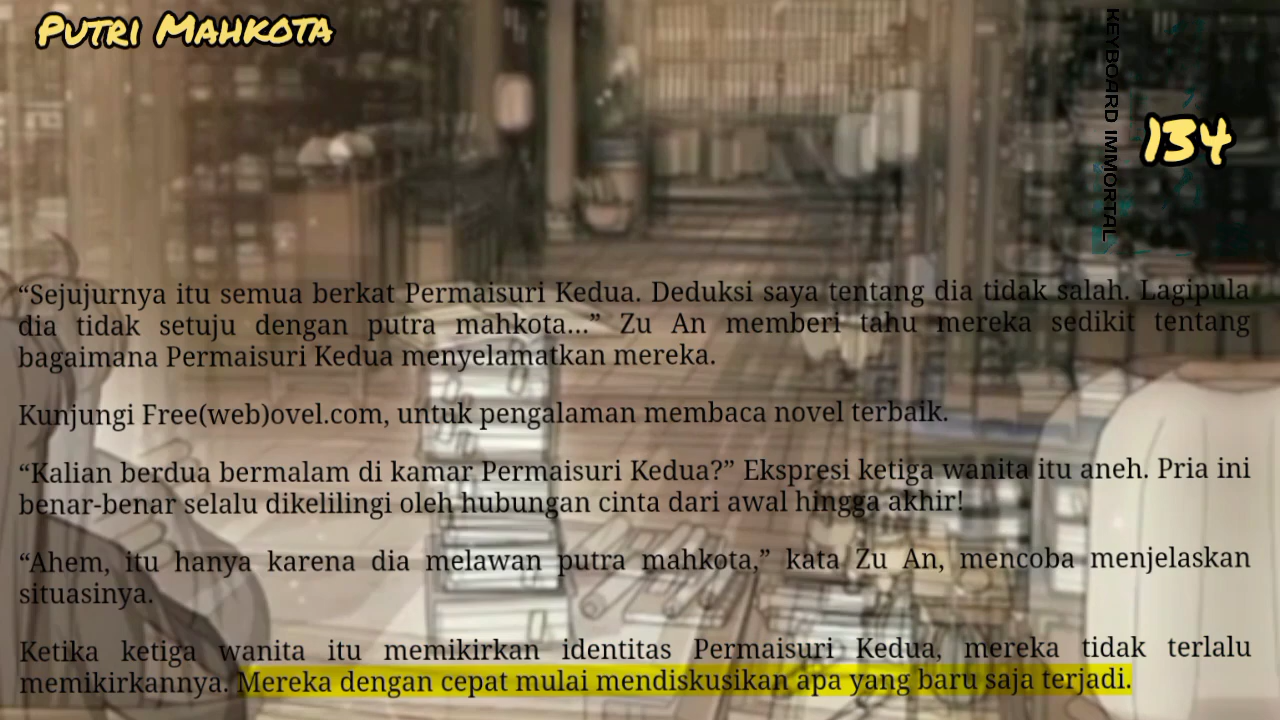 Putri Mahkota
KEYBOARD IMMORTAL
134
“Sejujurnya itu semua berkat Permaisuri Kedua. Deduksi saya tentang dia tidak salah. Lagipula
dia tidak setuju dengan putra mahkota...” Zu An memberi tahu mereka sedikit tentang
bagaimana Permaisuri Kedua menyelamatkan mereka.
Kunjungi Free(web)ovel.com, untuk pengalaman membaca novel terbaik.
“Kalian berdua bermalam di kamar Permaisuri Kedua?” Ekspresi ketiga wanita itu aneh. Pria ini
benar-benar selalu dikelilingi oleh hubungan cinta dari awal hingga akhir!
“Ahem, itu hanya karena dia melawan putra mahkota,” kata Zu An, mencoba menjelaskan
situasinya.
Ketika ketiga wanita itu memikirkan identitas Permaisuri Kedua, mereka tidak terlalu
memikirkannya. Mereka dengan cepat mulai mendiskusikan apa yang baru saja terjadi.